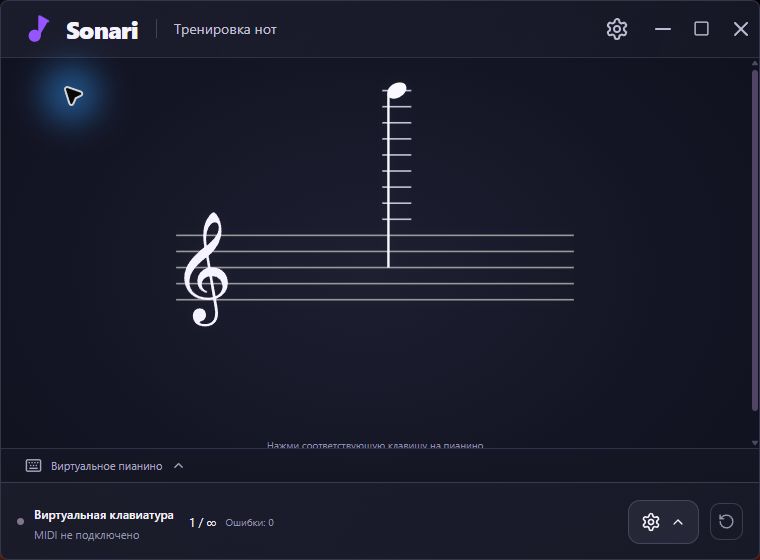 Sonari
Тренировка нот
Нажми соответствующую клавишу на пианино
Виртуальное пианино
Виртуальная клавиатура
MIDI не подключено
1 / ∞
Ошибки: 0